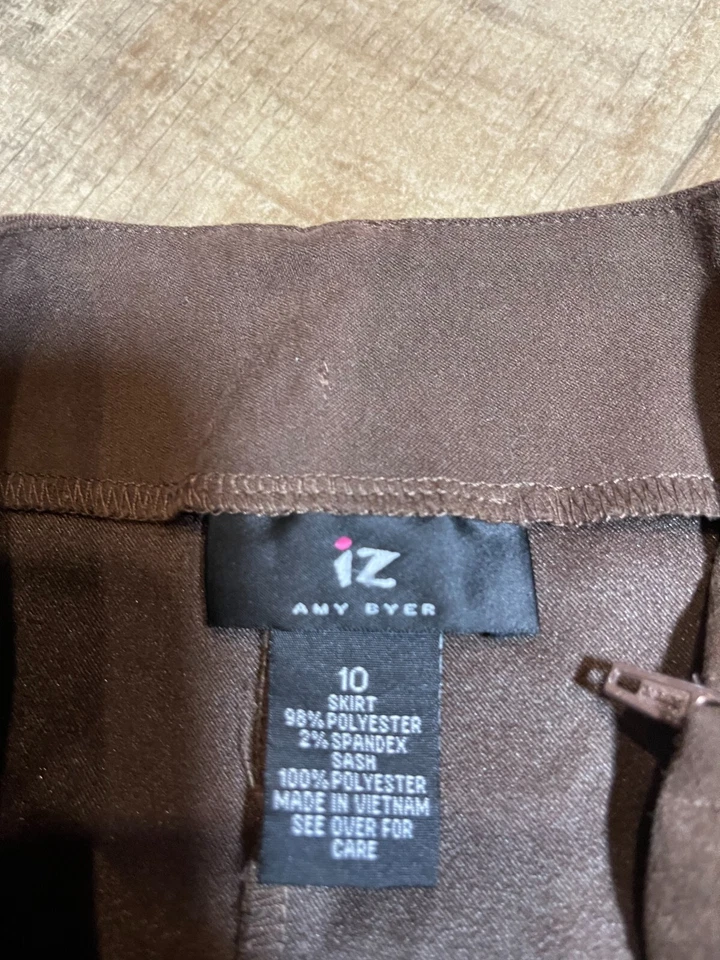 iz
AMY BYER
10
SKIRT
98% POLYESTER
2% SPANDEX
SASH
100% POLYESTER
MADE IN VIETNAM
SEE OVER FOR
CARE